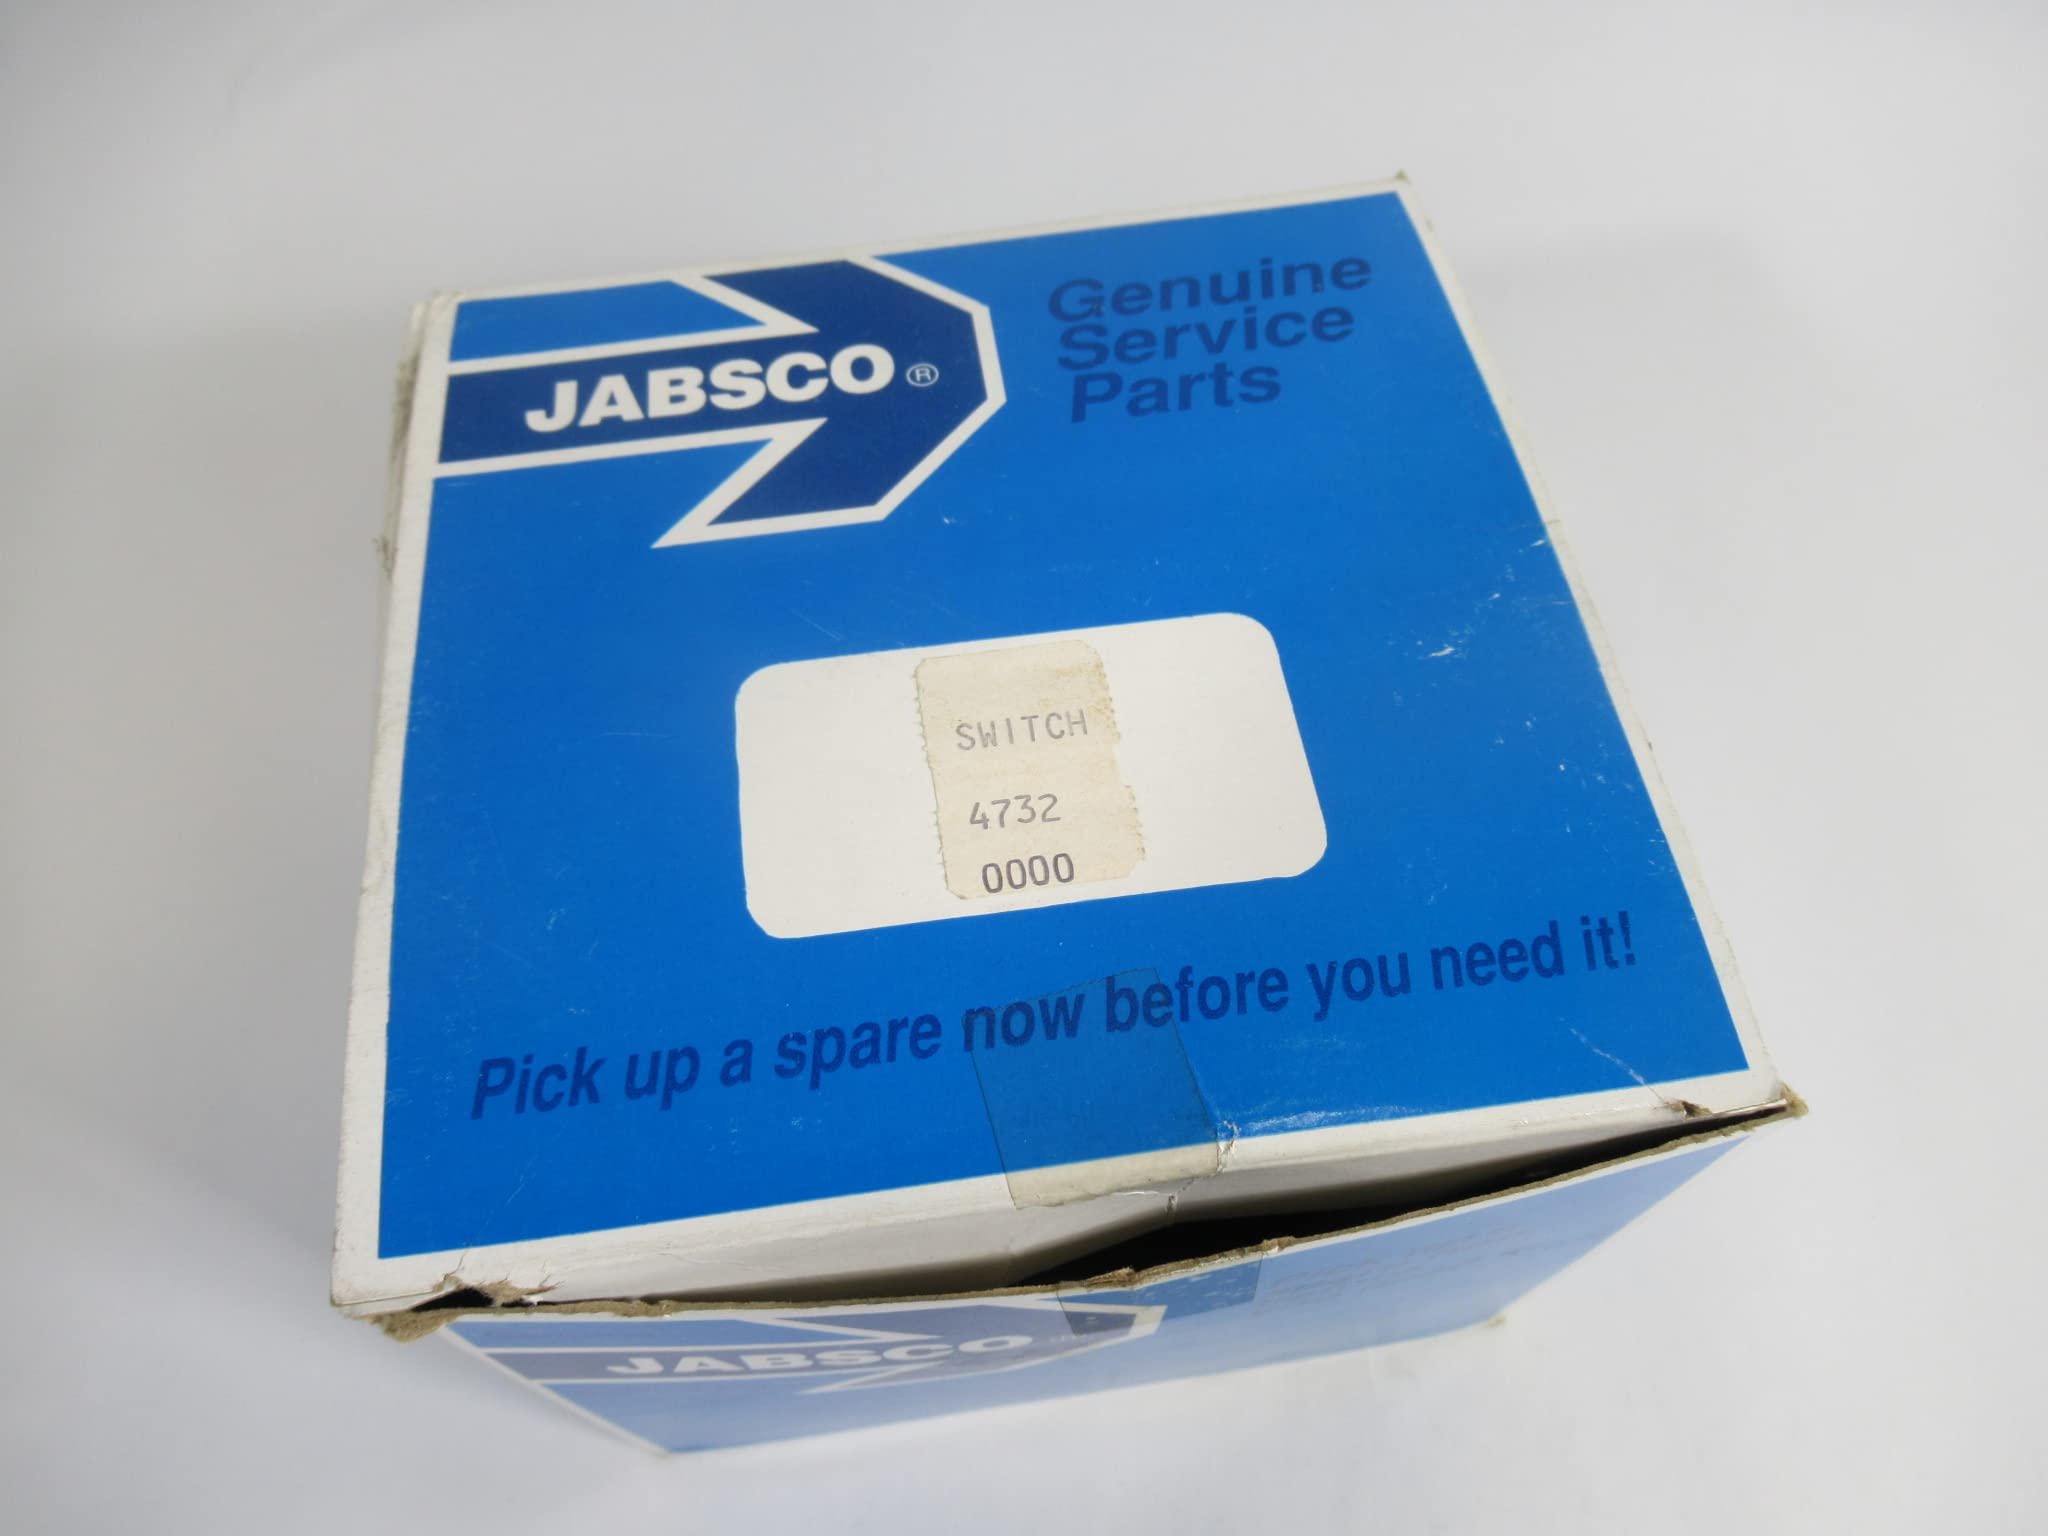 JABSCO®
Genuine
Service
Parts
SWITCH
4732
0000
Pick up a spare now before you need it!
JABSCO